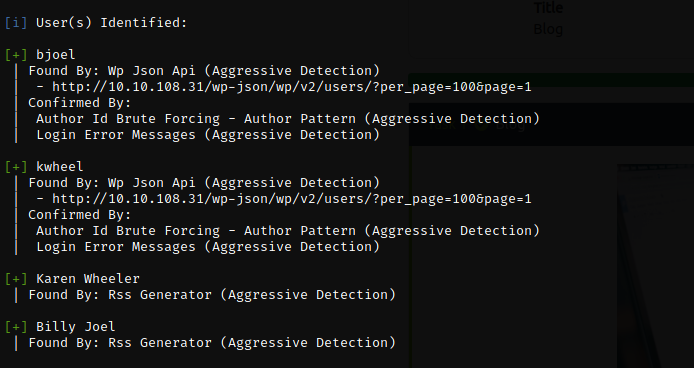 Title
Blog
[i] User(s) Identified:
[+] bjoel
| Found By: Wp Json Api (Aggressive Detection)
|  - http://10.10.108.31/wp-json/wp/v2/users/?per_page=100&page=1
| Confirmed By:
|  Author Id Brute Forcing - Author Pattern (Aggressive Detection)
|  Login Error Messages (Aggressive Detection)
[+] kwheel
| Found By: Wp Json Api (Aggressive Detection)
|  - http://10.10.108.31/wp-json/wp/v2/users/?per_page=100&page=1
| Confirmed By:
|  Author Id Brute Forcing - Author Pattern (Aggressive Detection)
|  Login Error Messages (Aggressive Detection)
[+] Karen Wheeler
| Found By: Rss Generator (Aggressive Detection)
[+] Billy Joel
| Found By: Rss Generator (Aggressive Detection)